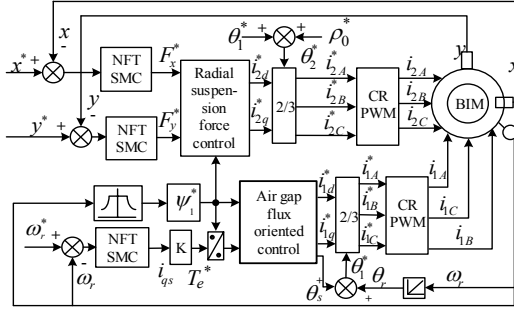 x
x* + -
NFT SMC
F_x*
y
y* + -
NFT SMC
F_y*
Radial suspen-sion force control
θ_1* + + ρ_0*
θ_2*
i_2d*
i_2q*
2/3
i_2A*
i_2B*
i_2C*
CR PWM
i_2A
i_2B
i_2C
y
x
BIM
ψ_1*
ω_r* + -
ω_r
NFT SMC
i_qs
K
T_e*
Air gap flux oriented control
i_1d*
i_1q*
2/3
i_1A*
i_1B*
i_1C*
CR PWM
i_1A
i_1C
i_1B
θ_s +
θ_1*
+ θ_r
ω_r